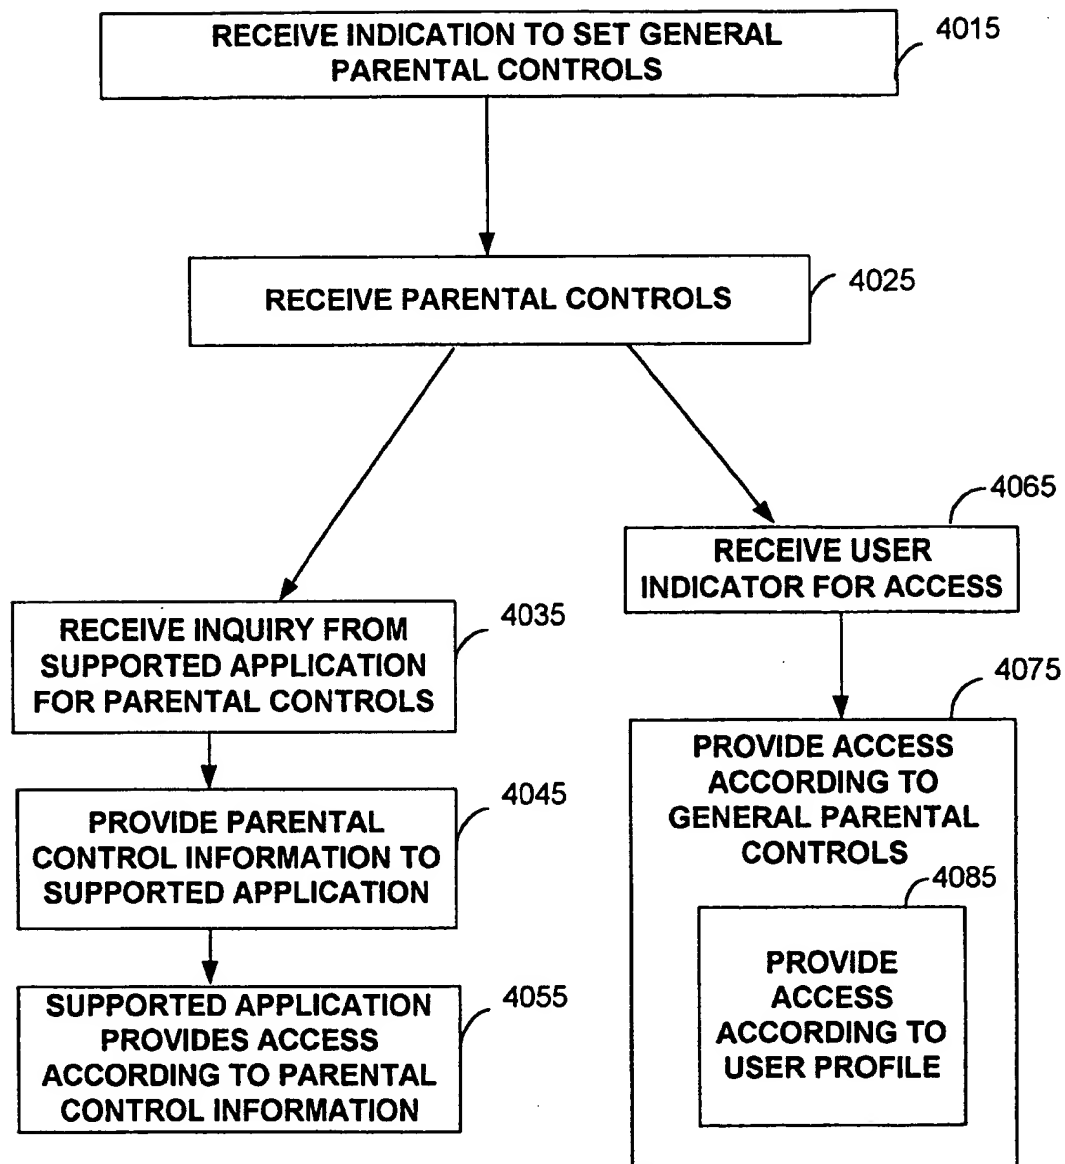 RECEIVE INDICATION TO SET GENERAL
PARENTAL CONTROLS
4015
RECEIVE PARENTAL CONTROLS
4025
RECEIVE INQUIRY FROM
SUPPORTED APPLICATION
FOR PARENTAL CONTROLS
4035
PROVIDE PARENTAL
CONTROL INFORMATION TO
SUPPORTED APPLICATION
4045
SUPPORTED APPLICATION
PROVIDES ACCESS
ACCORDING TO PARENTAL
CONTROL INFORMATION
4055
4065
RECEIVE USER
INDICATOR FOR ACCESS
4075
PROVIDE ACCESS
ACCORDING TO
GENERAL PARENTAL
CONTROLS
4085
PROVIDE
ACCESS
ACCORDING TO
USER PROFILE